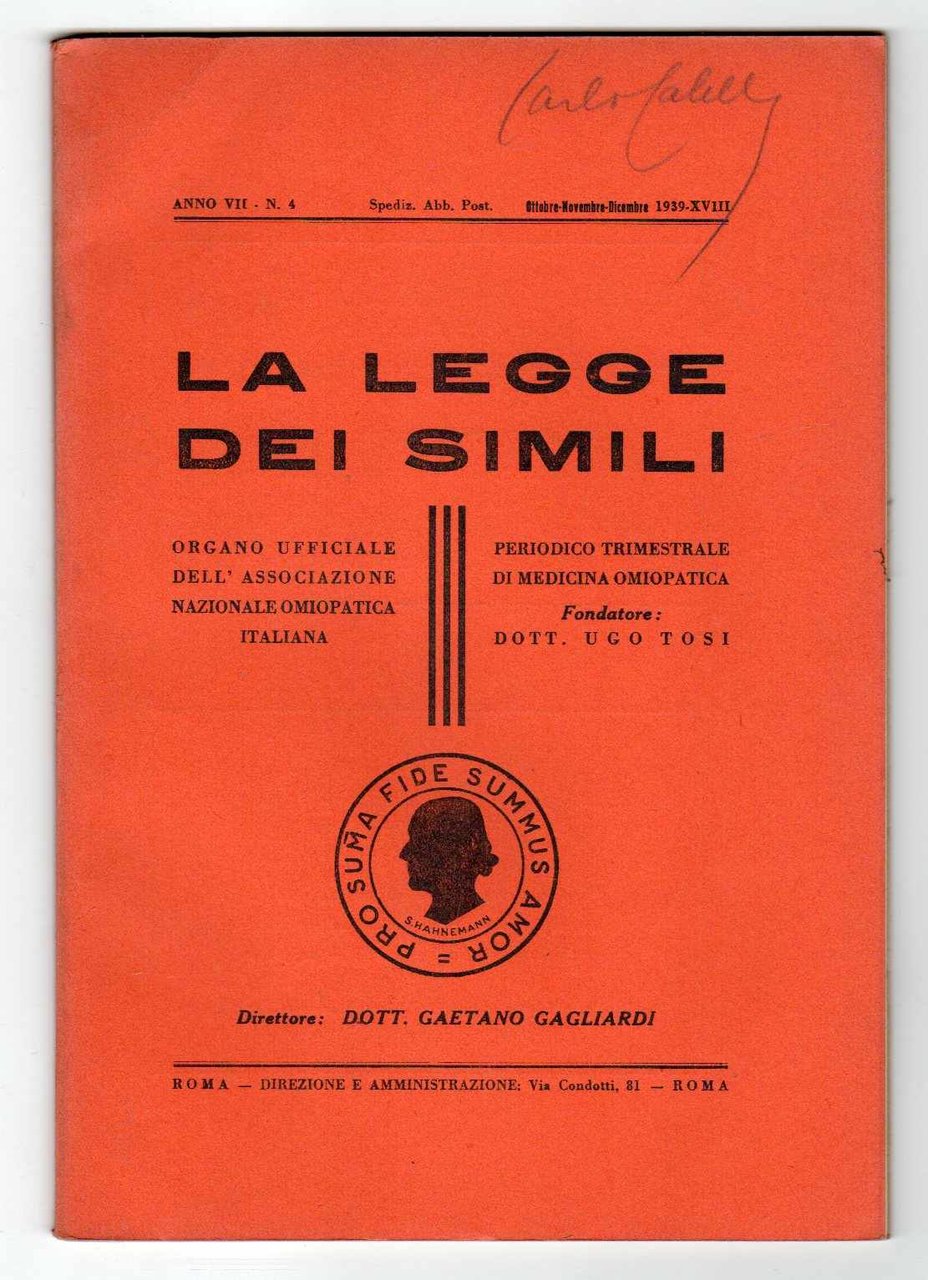 Carlo
ANNO VII - N. 4 Spediz. Abb. Post. Ottobre-Novembre-Dicembre 1939-XVIII
LA LEGGE
DEI SIMILI
ORGANO UFFICIALE
DELL' ASSOCIAZIONE
NAZIONALE OMIOPATICA
ITALIANA
PERIODICO TRIMESTRALE
DI MEDICINA OMIOPATICA
Fondatore:
DOTT. UGO TOSI
PRO SUM̃A FIDE SUMMUS AMOR =
S. HAHNEMANN
Direttore: DOTT. GAETANO GAGLIARDI
ROMA — DIREZIONE E AMMINISTRAZIONE: Via Condotti, 81 — ROMA